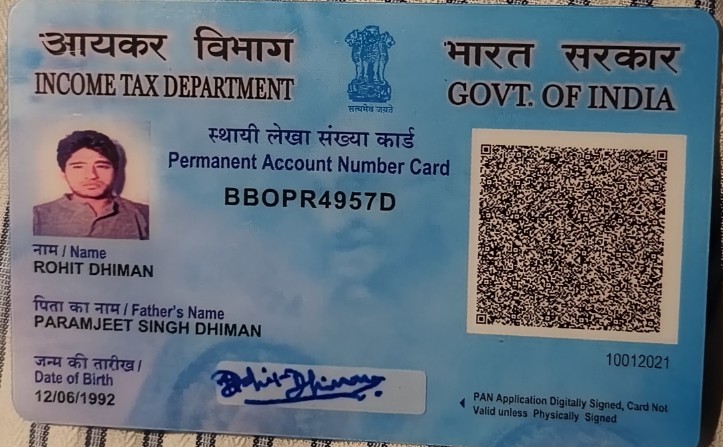 आयकर विभाग
INCOME TAX DEPARTMENT
सत्यमेव जयते
भारत सरकार
GOVT. OF INDIA
स्थायी लेखा संख्या कार्ड
Permanent Account Number Card
BBOPR4957D
नाम / Name
ROHIT DHIMAN
पिता का नाम / Father's Name
PARAMJEET SINGH DHIMAN
जन्म की तारीख /
Date of Birth
12/06/1992
Rohit Dhiman
10012021
PAN Application Digitally Signed, Card Not
Valid unless Physically Signed